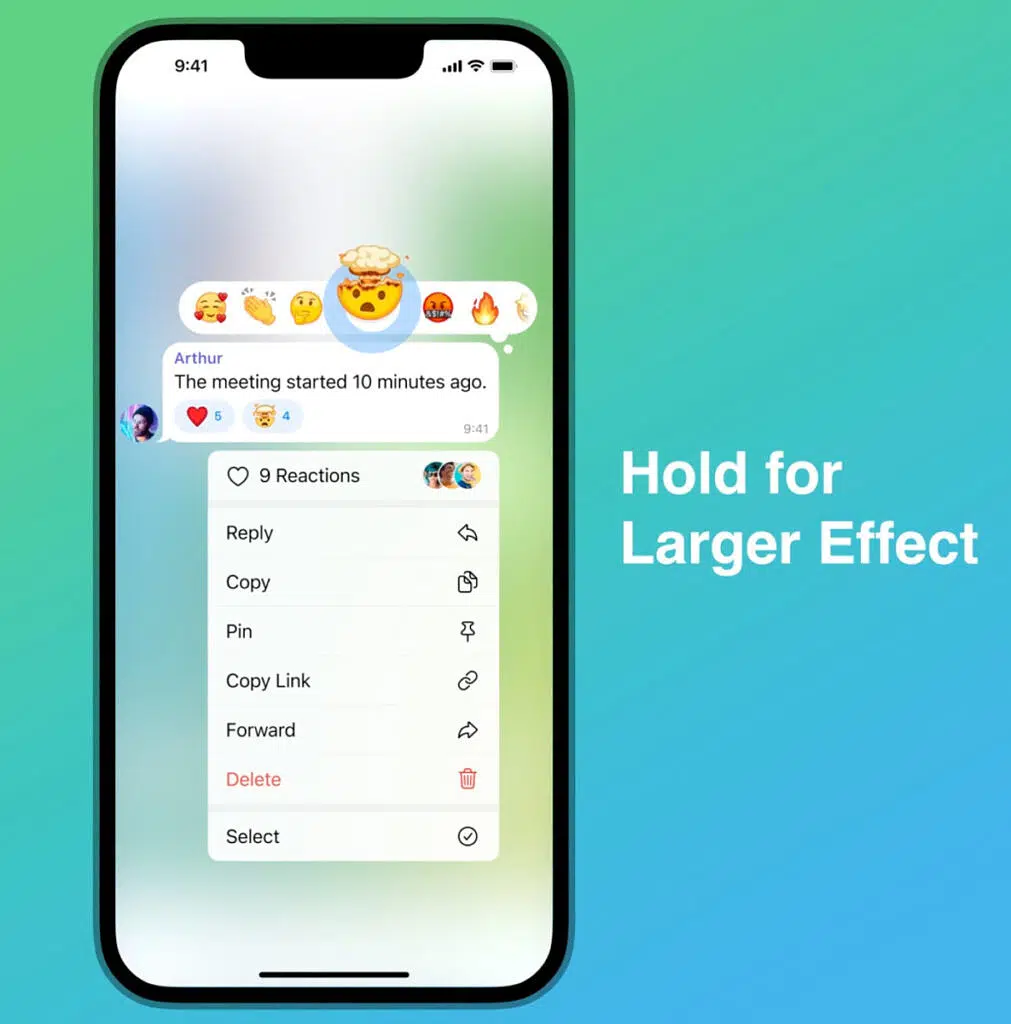 9:41
Arthur
The meeting started 10 minutes ago.
5 4
9:41
9 Reactions
Reply
Copy
Pin
Copy Link
Forward
Delete
Select
Hold for
Larger Effect